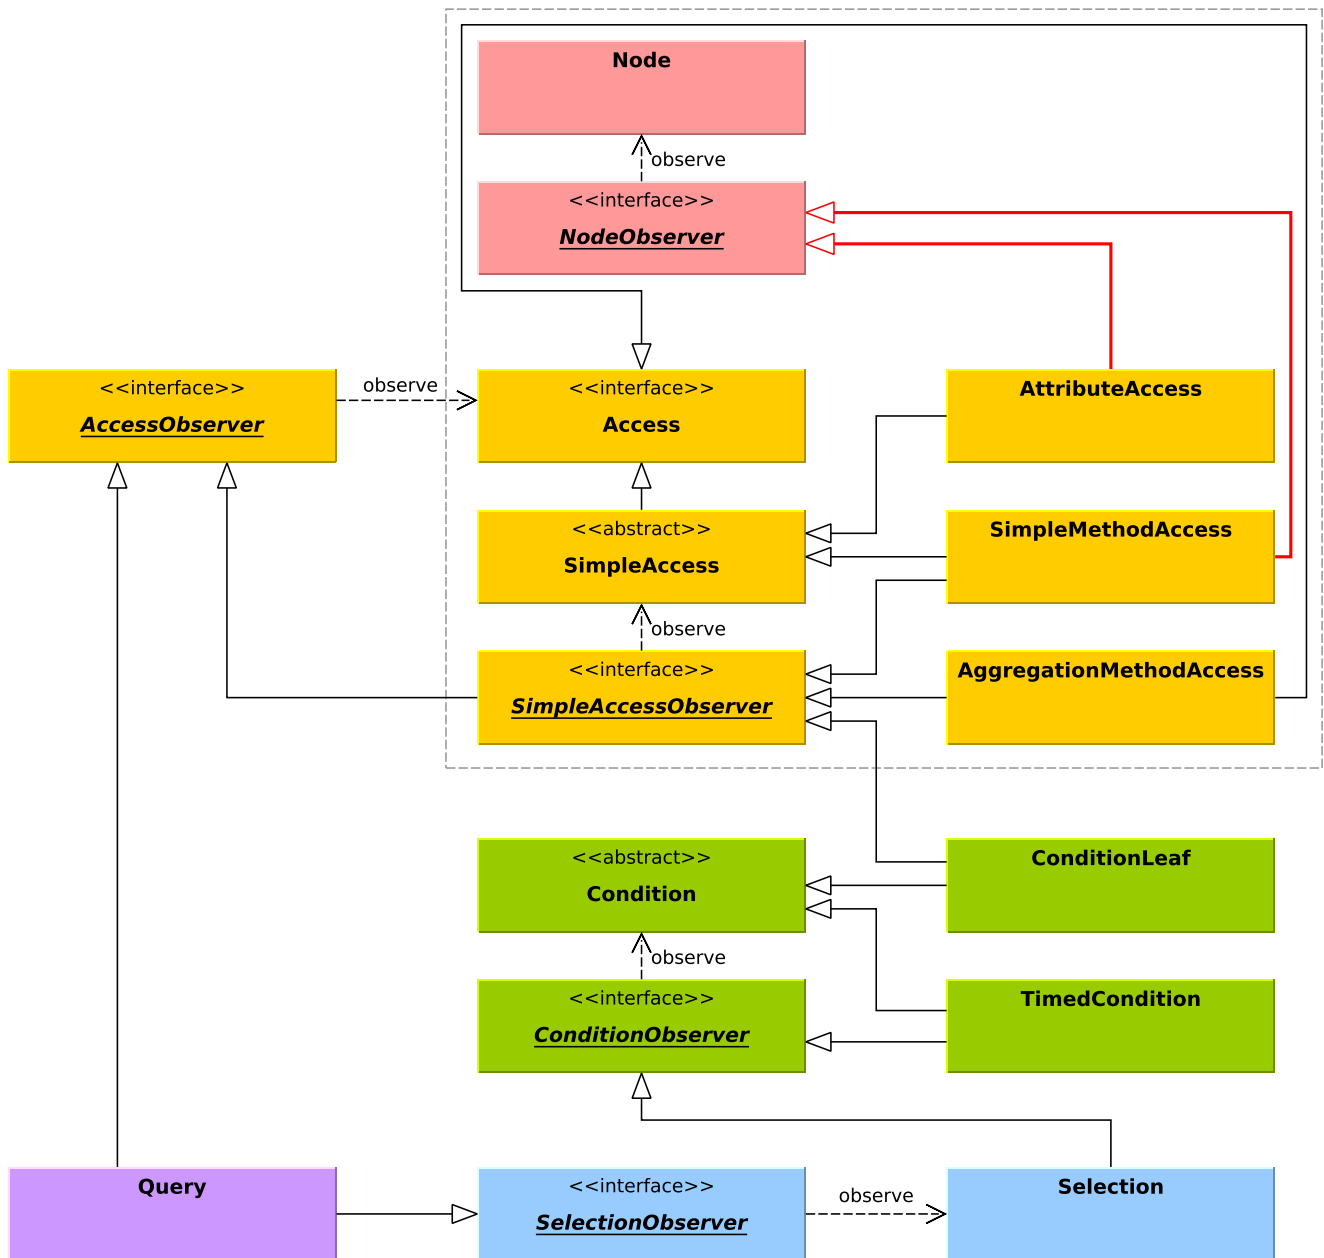 Node
observe
<<interface>>
NodeObserver
<<interface>>
AccessObserver
observe
<<interface>>
Access
AttributeAccess
<<abstract>>
SimpleAccess
SimpleMethodAccess
observe
<<interface>>
SimpleAccessObserver
AggregationMethodAccess
<<abstract>>
Condition
ConditionLeaf
observe
<<interface>>
ConditionObserver
TimedCondition
Query
<<interface>>
SelectionObserver
observe
Selection